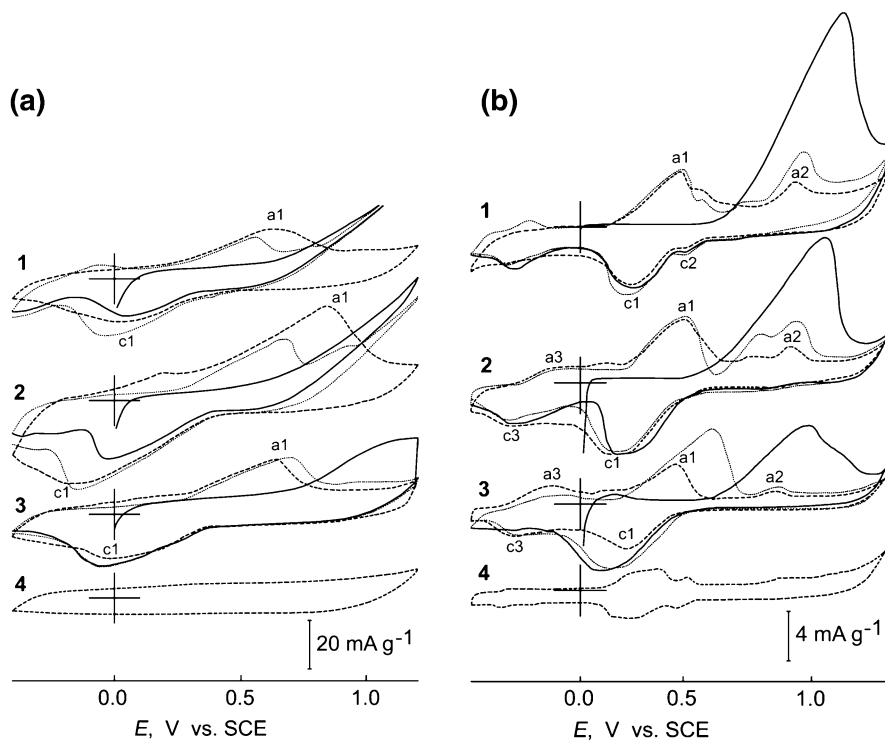 (a)
1
a1
c1
2
a1
c1
3
a1
c1
4
20 mA g-1
0.0 0.5 1.0
E, V vs. SCE
(b)
1
a1
a2
c1
c2
2
a3
a1
a2
c3
c1
3
a3
a1
a2
c3
c1
4
4 mA g-1
0.0 0.5 1.0
E, V vs. SCE